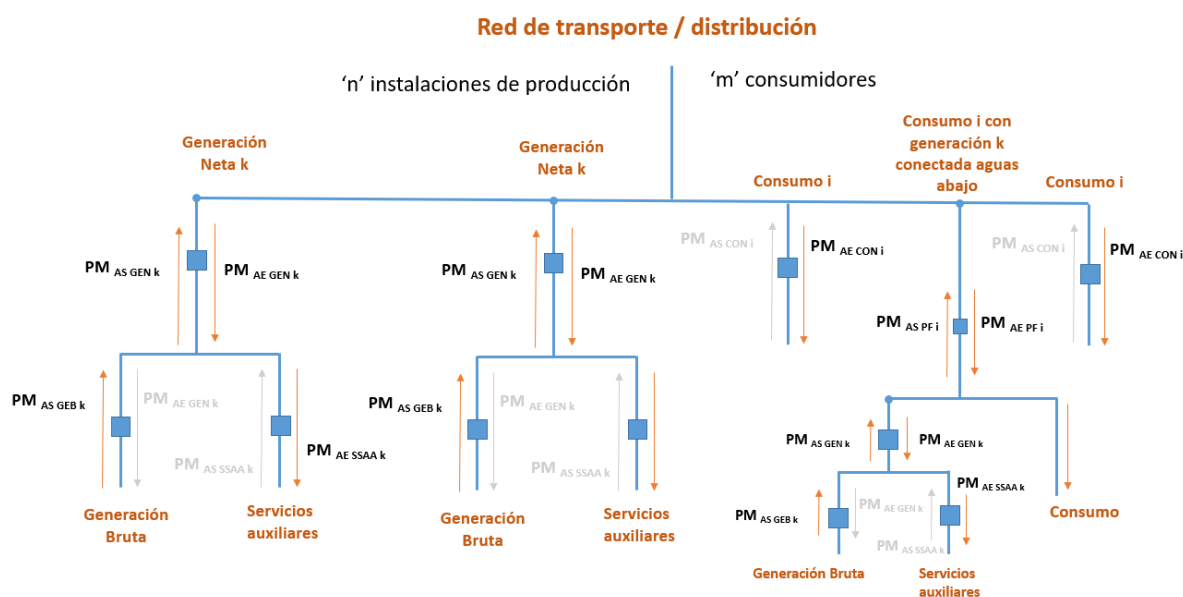 Red de transporte / distribución
‘n’ instalaciones de producción
‘m’ consumidores
Generación
Neta k
Generación
Neta k
Consumo i
Consumo i con
generación k
conectada aguas
abajo
Consumo i
PM AS GEN k
PM AE GEN k
PM AS GEN k
PM AE GEN k
PM AS CON i
PM AE CON i
PM AS PF i
PM AE PF i
PM AS CON i
PM AE CON i
PM AS GEB k
PM AE GEN k
PM AS SSAA k
PM AE SSAA k
PM AS GEB k
PM AE GEN k
PM AS SSAA k
PM AS GEN k
PM AE GEN k
PM AS GEB k
PM AE GEN k
PM AS SSAA k
PM AE SSAA k
Generación
Bruta
Servicios
auxiliares
Generación
Bruta
Servicios
auxiliares
Consumo
Generación Bruta
Servicios
auxiliares